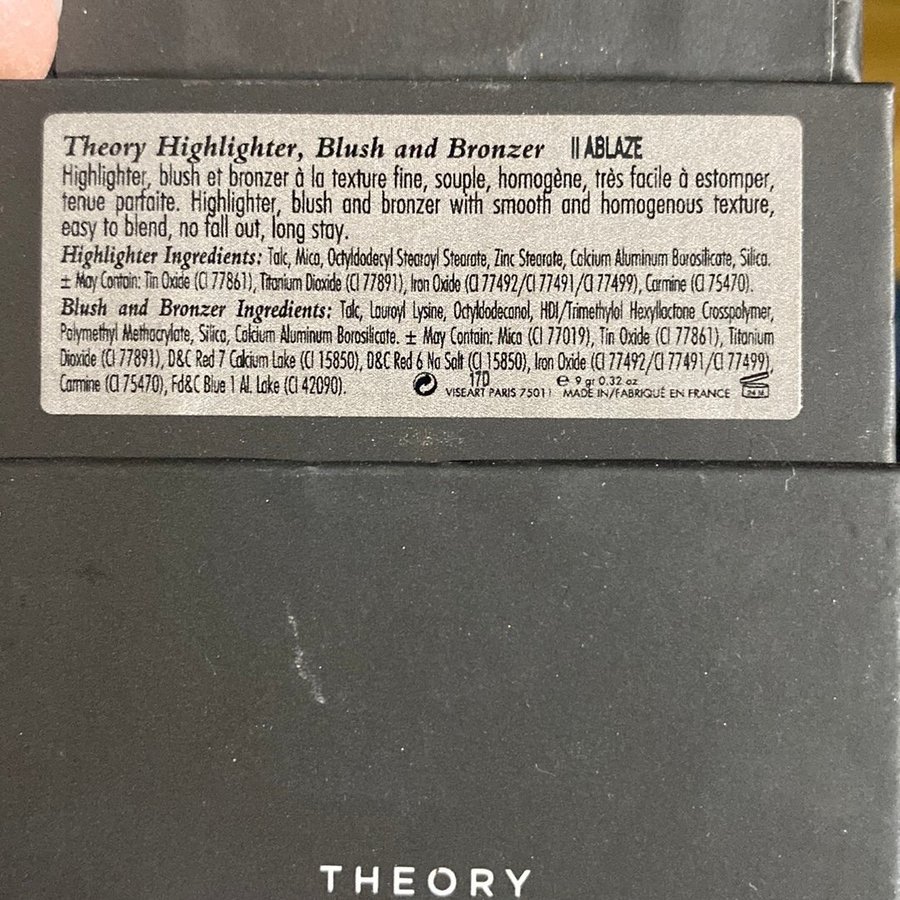 Theory Highlighter, Blush and Bronzer II ABLAZE
Highlighter, blush et bronzer à la texture fine, souple, homogène, très facile à estomper,
tenue parfaite. Highlighter, blush and bronzer with smooth and homogenous texture,
easy to blend, no fall out, long stay.
Highlighter Ingredients: Talc, Mica, Octyldodecyl Stearoyl Stearate, Zinc Stearate, Calcium Aluminum Borosilicate, Silica.
± May Contain: Tin Oxide (CI 77861), Titanium Dioxide (CI 77891), Iron Oxide (CI 77492/CI 77491/CI 77499), Carmine (CI 75470).
Blush and Bronzer Ingredients: Talc, Lauroyl Lysine, Octyldodecanol, HDI/Trimethylol Hexyllactone Crosspolymer,
Polymethyl Methacrylate, Silica, Calcium Aluminum Borosilicate. ± May Contain: Mica (CI 77019), Tin Oxide (CI 77861), Titanium
Dioxide (CI 77891), D&C Red 7 Calcium Lake (CI 15850), D&C Red 6 Na Salt (CI 15850), Iron Oxide (CI 77492/CI 77491/CI 77499),
Carmine (CI 75470), Fd&C Blue 1 Al. Lake (CI 42090).
17D
℮ 9 gr 0.32 oz
VISEART PARIS 75011 MADE IN/FABRIQUÉ EN FRANCE
24 M
THEORY